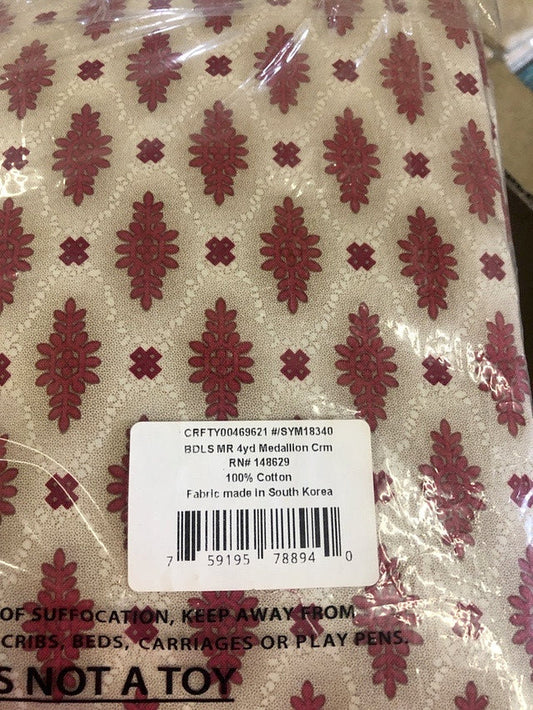 CRFTY00469621 #/SYM18340
BDLS MR 4yd Medallion Crm
RN# 148629
100% Cotton
Fabric made in South Korea
7 59195 78894 0
OF SUFFOCATION, KEEP AWAY FROM
CRIBS, BEDS, CARRIAGES OR PLAY PENS.
S NOT A TOY